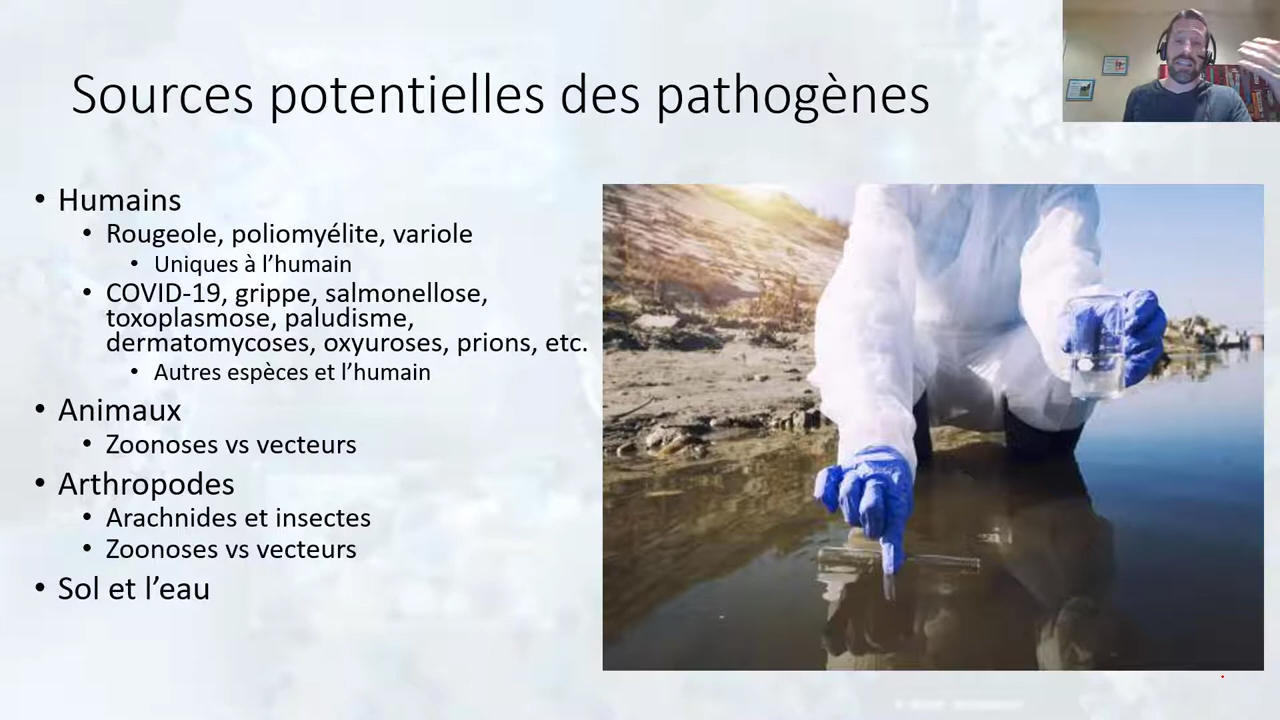 Sources potentielles des pathogènes
• Humains
• Rougeole, poliomyélite, variole
• Uniques à l’humain
• COVID-19, grippe, salmonellose,
toxoplasmose, paludisme,
dermatomycoses, oxyuroses, prions, etc.
• Autres espèces et l’humain
• Animaux
• Zoonoses vs vecteurs
• Arthropodes
• Arachnides et insectes
• Zoonoses vs vecteurs
• Sol et l’eau